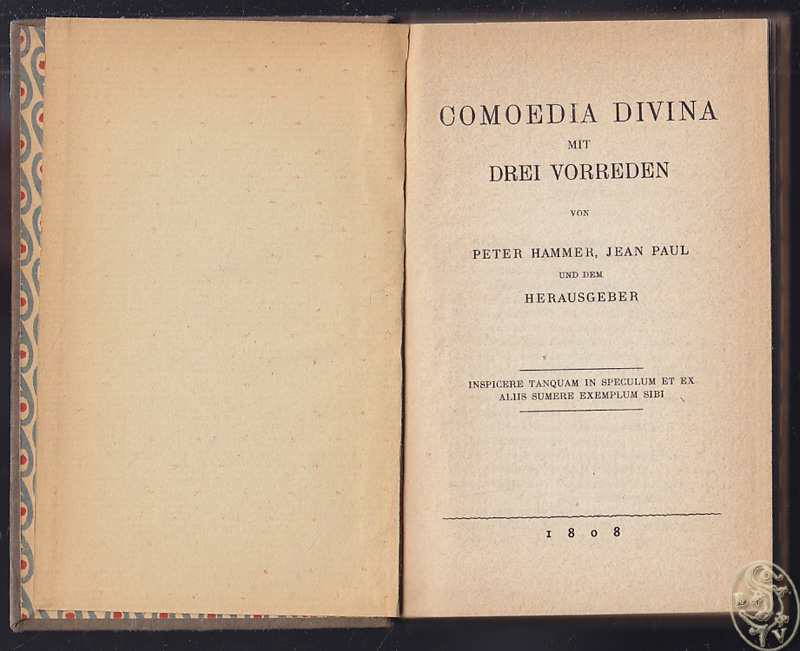 COMOEDIA DIVINA
MIT
DREI VORREDEN
VON
PETER HAMMER, JEAN PAUL
UND DEM
HERAUSGEBER
INSPICERE TANQUAM IN SPECULUM ET EX
ALIIS SUMERE EXEMPLUM SIBI
1808